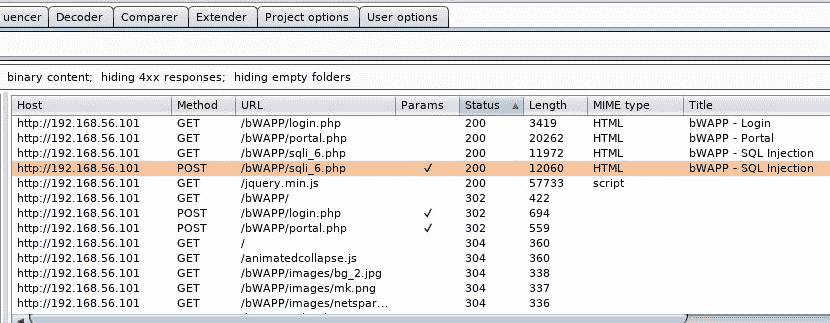 uencer Decoder Comparer Extender Project options User options
binary content; hiding 4xx responses; hiding empty folders
Host Method URL Params Status Length MIME type Title
http://192.168.56.101 GET /bWAPP/login.php 200 3419 HTML bWAPP - Login
http://192.168.56.101 GET /bWAPP/portal.php 200 20262 HTML bWAPP - Portal
http://192.168.56.101 GET /bWAPP/sqli_6.php 200 11972 HTML bWAPP - SQL Injection
http://192.168.56.101 POST /bWAPP/sqli_6.php ✓ 200 12060 HTML bWAPP - SQL Injection
http://192.168.56.101 GET /jquery.min.js 200 57733 script
http://192.168.56.101 GET /bWAPP/ 302 422
http://192.168.56.101 POST /bWAPP/login.php ✓ 302 694
http://192.168.56.101 POST /bWAPP/portal.php ✓ 302 559
http://192.168.56.101 GET / 304 360
http://192.168.56.101 GET /animatedcollapse.js 304 360
http://192.168.56.101 GET /bWAPP/images/bg_2.jpg 304 338
http://192.168.56.101 GET /bWAPP/images/mk.png 304 337
http://192.168.56.101 GET /bWAPP/images/netspar... 304 336